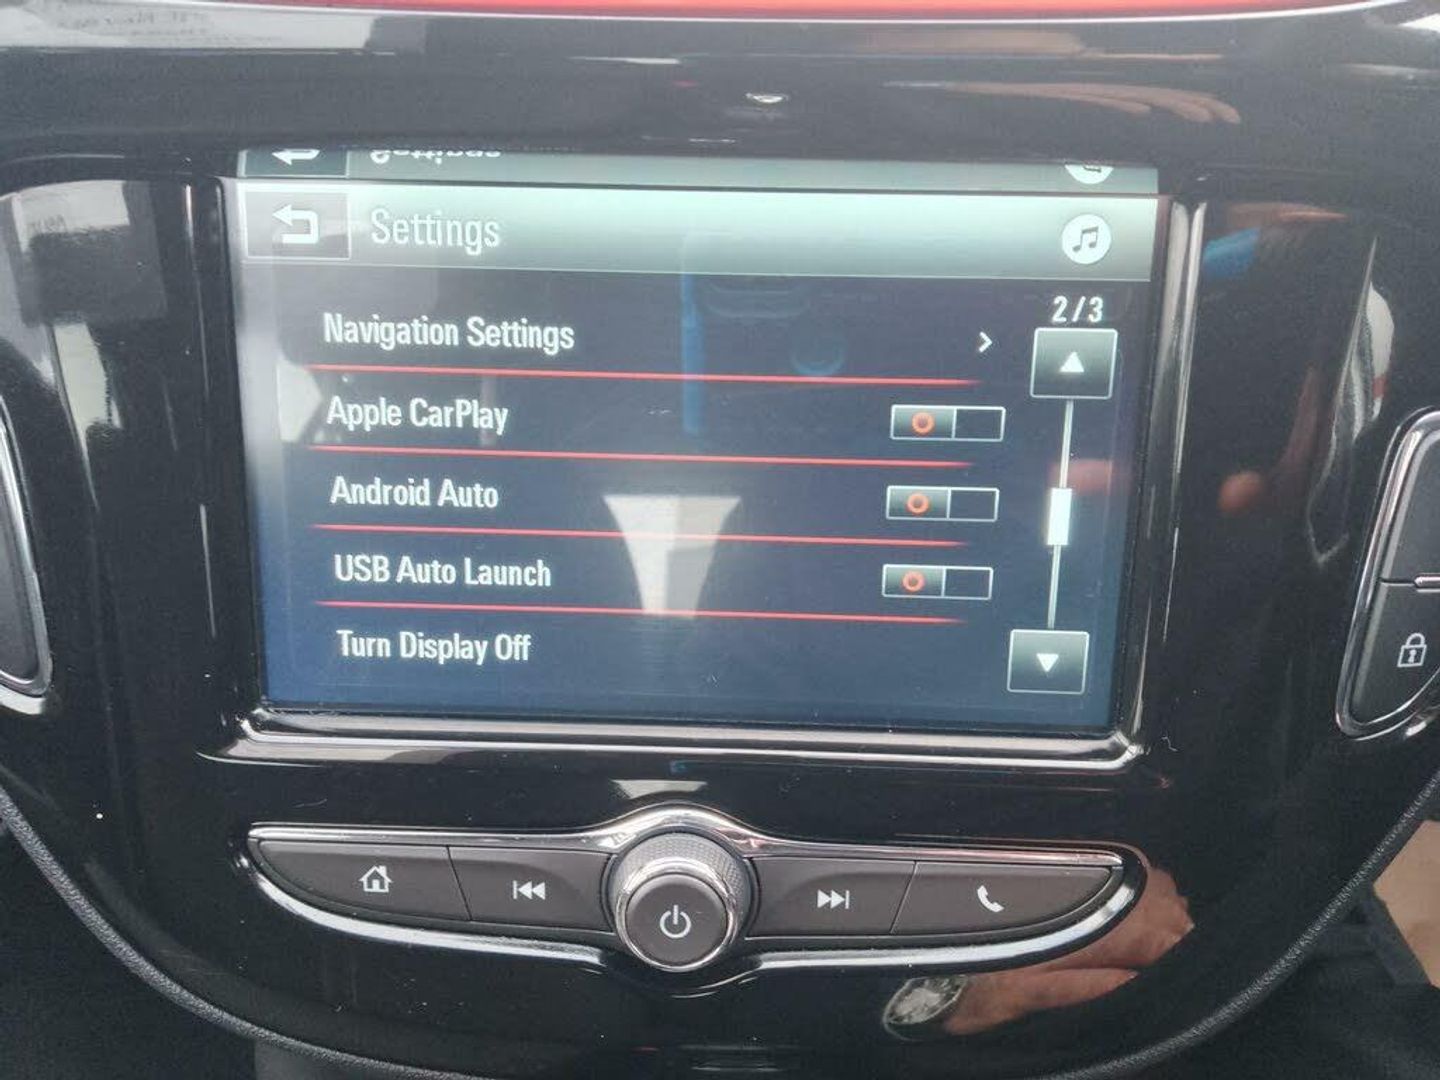 Settings
2/3
Navigation Settings
Apple CarPlay
Android Auto
USB Auto Launch
Turn Display Off